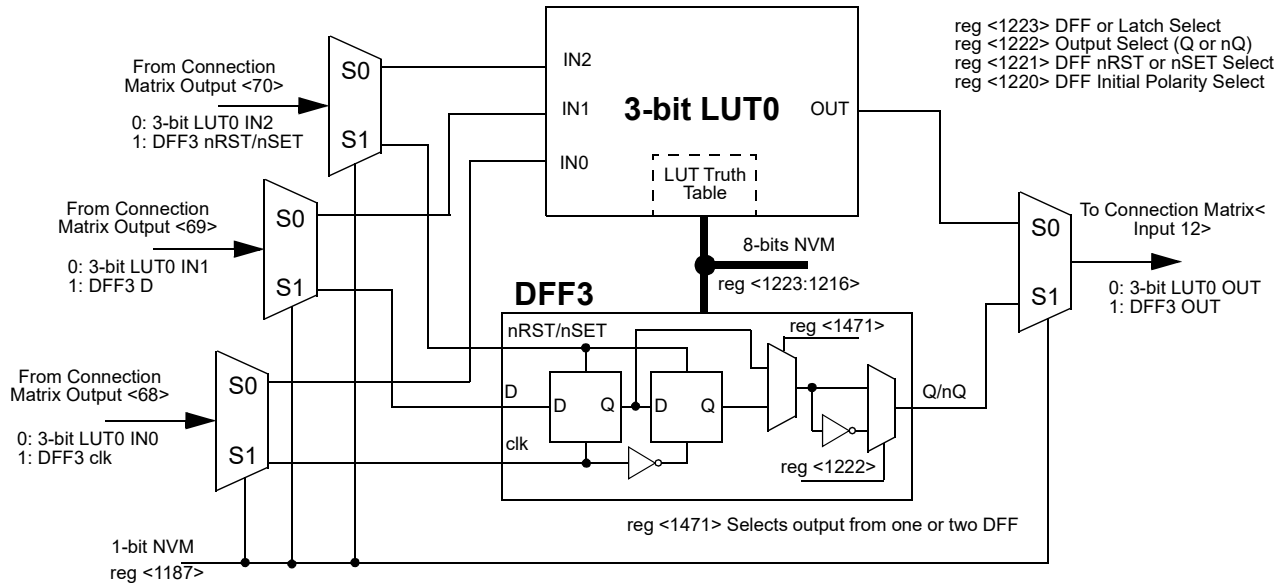 reg <1223> DFF or Latch Select
reg <1222> Output Select (Q or nQ)
reg <1221> DFF nRST or nSET Select
reg <1220> DFF Initial Polarity Select
From Connection
Matrix Output <70>
0: 3-bit LUT0 IN2
1: DFF3 nRST/nSET
S0
S1
IN2
IN1
IN0
3-bit LUT0
OUT
LUT Truth
Table
From Connection
Matrix Output <69>
0: 3-bit LUT0 IN1
1: DFF3 D
S0
S1
8-bits NVM
reg <1223:1216>
S0
S1
To Connection Matrix<
Input 12>
0: 3-bit LUT0 OUT
1: DFF3 OUT
DFF3
nRST/nSET
reg <1471>
From Connection
Matrix Output <68>
0: 3-bit LUT0 IN0
1: DFF3 clk
S0
S1
D
D
Q
D
Q
Q/nQ
clk
reg <1222>
reg <1471> Selects output from one or two DFF
1-bit NVM
reg <1187>